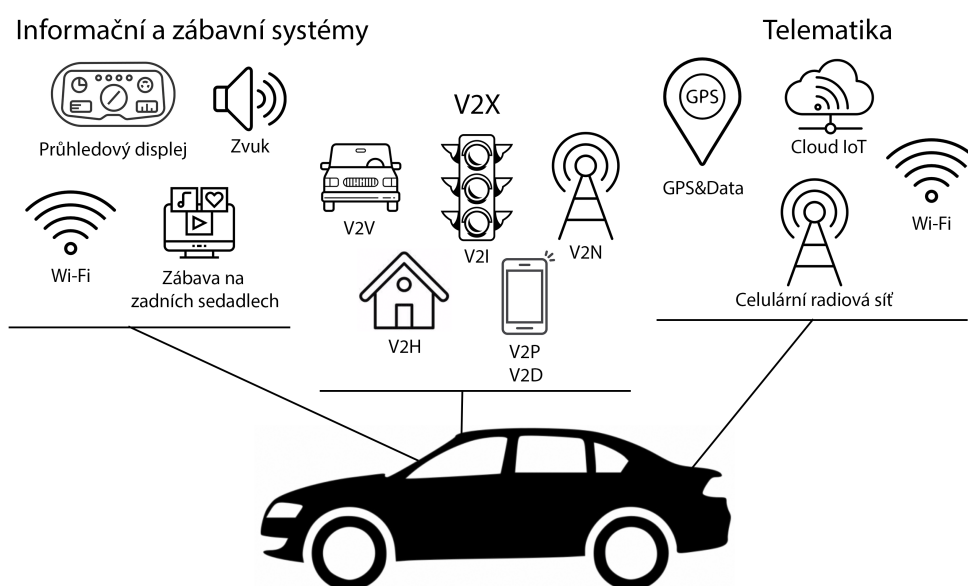 Informační a zábavní systémy
Průhledový displej
Zvuk
Wi-Fi
Zábava na
zadních sedadlech
V2X
V2V
V2I
V2N
V2H
V2P
V2D
Telematika
GPS
GPS&Data
Cloud IoT
Wi-Fi
Celulární radiová síť